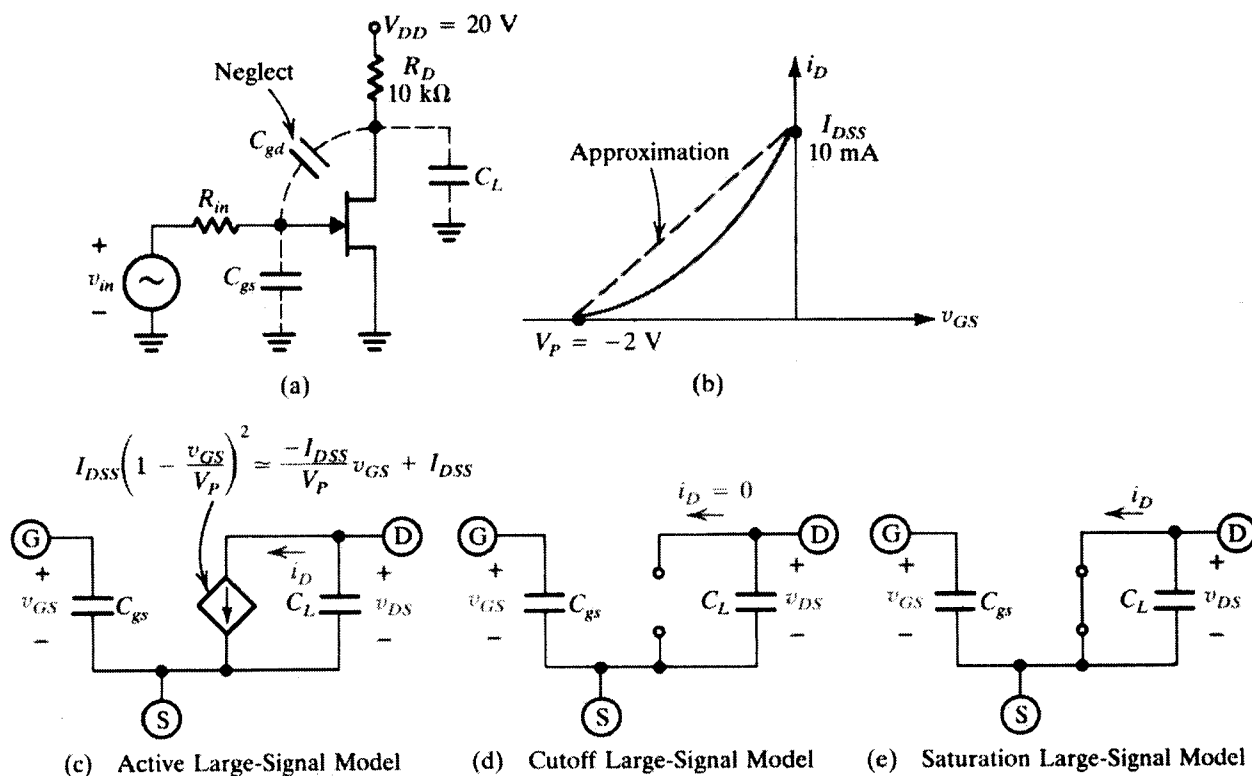 V_DD = 20 V
Neglect
R_D
10 kΩ
C_gd
C_L
R_in
+
v_in
−
C_gs
(a)
i_D
I_DSS
10 mA
Approximation
v_GS
V_P = −2 V
(b)
I_DSS(1 − v_GS/V_P)² ≃ −I_DSS/V_P v_GS + I_DSS
G
+
v_GS
−
C_gs
i_D
C_L
D
+
v_DS
−
S
(c) Active Large-Signal Model
i_D = 0
G
+
v_GS
−
C_gs
C_L
D
+
v_DS
−
S
(d) Cutoff Large-Signal Model
i_D
G
+
v_GS
−
C_gs
C_L
D
+
v_DS
−
S
(e) Saturation Large-Signal Model